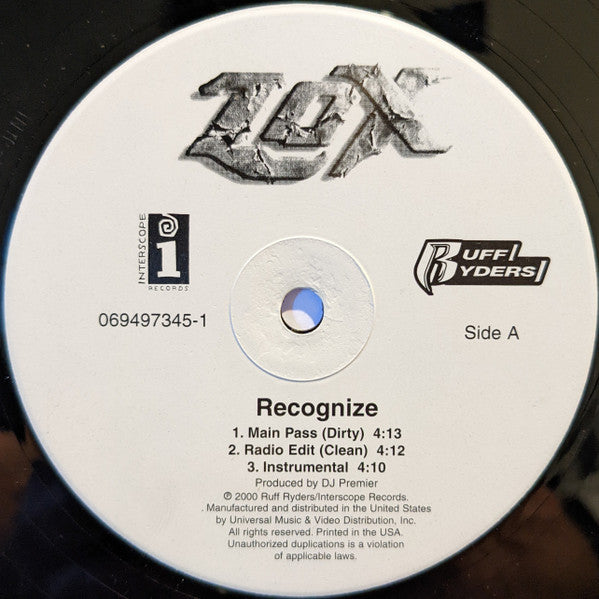 LOX
INTERSCOPE
i
RECORDS
RUFF
RYDERS!
069497345-1
Side A
Recognize
1. Main Pass (Dirty) 4:13
2. Radio Edit (Clean) 4:12
3. Instrumental 4:10
Produced by DJ Premier
℗ 2000 Ruff Ryders/Interscope Records.
. Manufactured and distributed in the United States
by Universal Music & Video Distribution, Inc.
All rights reserved. Printed in the USA.
Unauthorized duplications is a violation
of applicable laws.